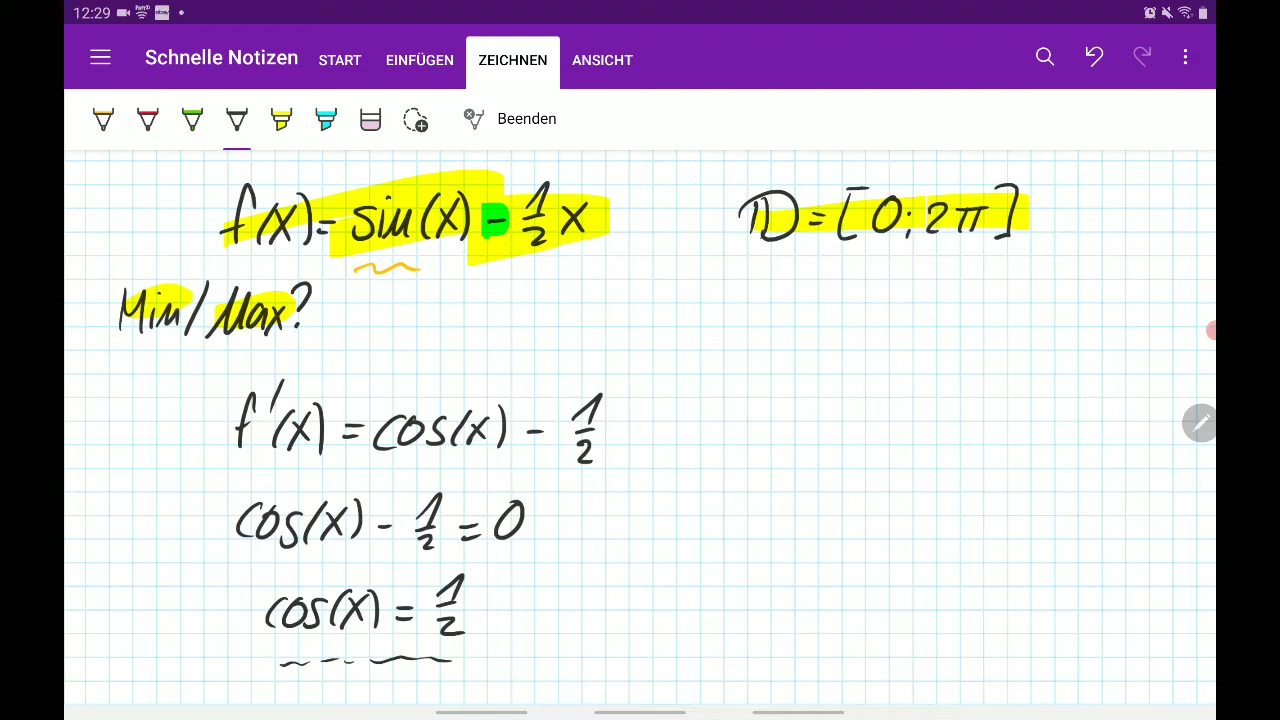 12:29
Schnelle Notizen START EINFÜGEN ZEICHNEN ANSICHT
Beenden
f(x)= sin(x) - 1/2 x
D = [0; 2π]
Min/Max?
f'(x) = cos(x) - 1/2
cos(x) - 1/2 = 0
cos(x) = 1/2